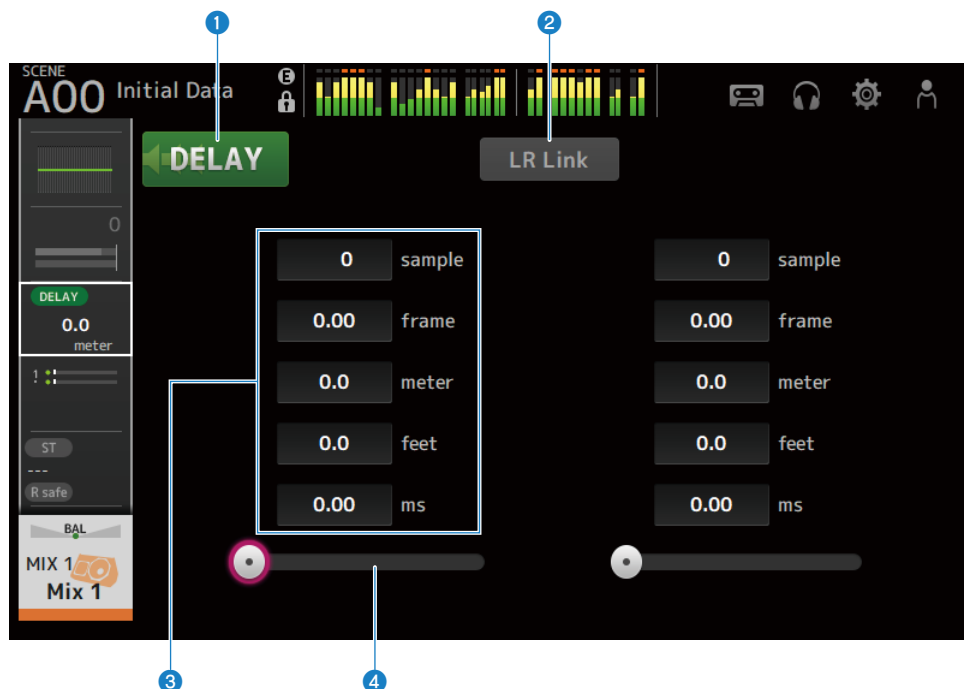 1
2
SCENE
A00 Initial Data
E
DELAY
LR Link
0
0 sample
0 sample
DELAY
0.0
meter
0.00 frame
0.00 frame
0.0 meter
0.0 meter
!
0.0 feet
0.0 feet
ST
---
R safe
0.00 ms
0.00 ms
BAL
MIX 1
Mix 1
3
4